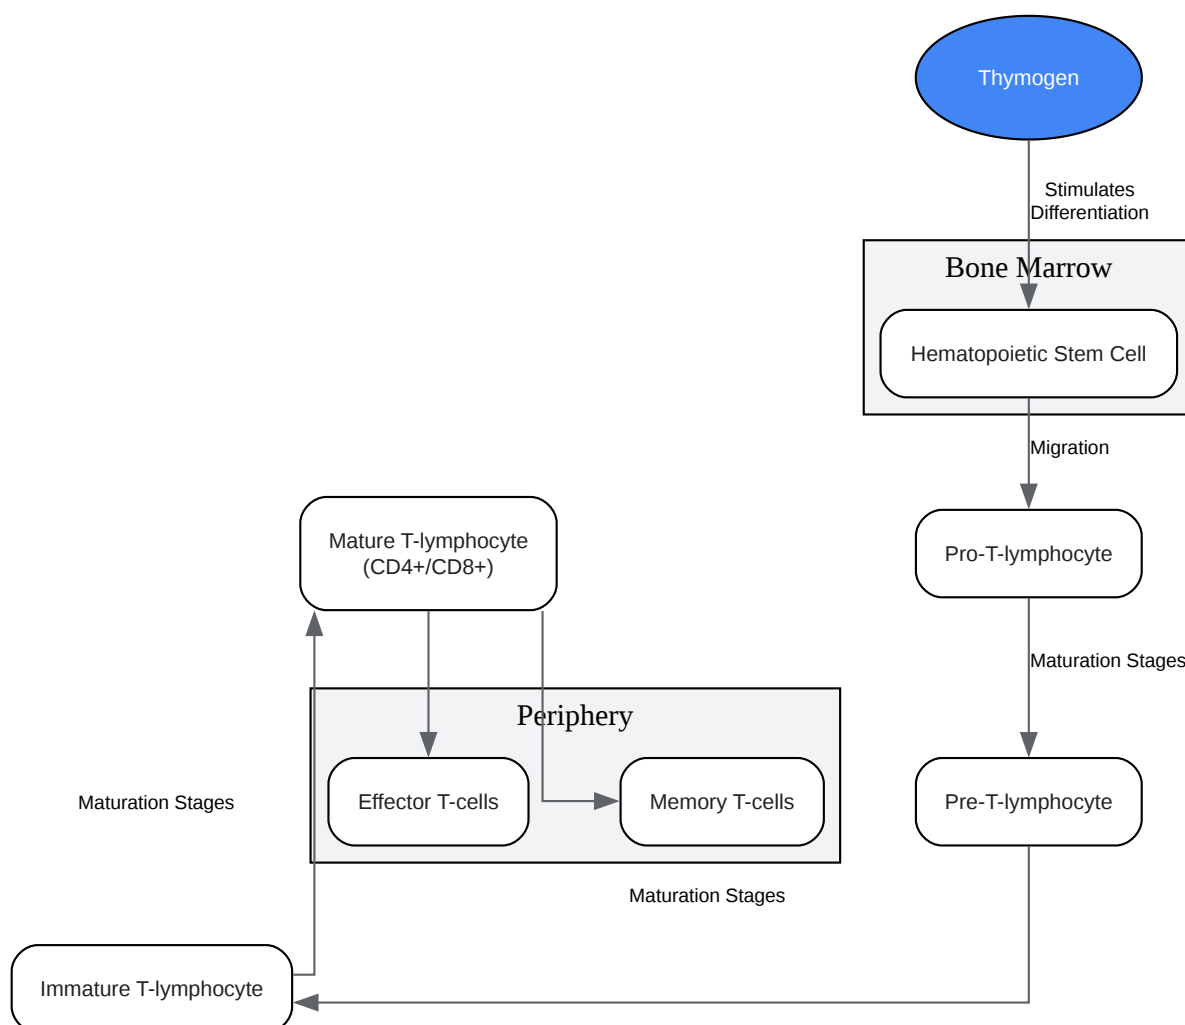 Thymogen
Stimulates
Differentiation
Bone Marrow
Hematopoietic Stem Cell
Migration
Mature T-lymphocyte
(CD4+/CD8+)
Pro-T-lymphocyte
Maturation Stages
Periphery
Effector T-cells
Memory T-cells
Pre-T-lymphocyte
Maturation Stages
Maturation Stages
Immature T-lymphocyte